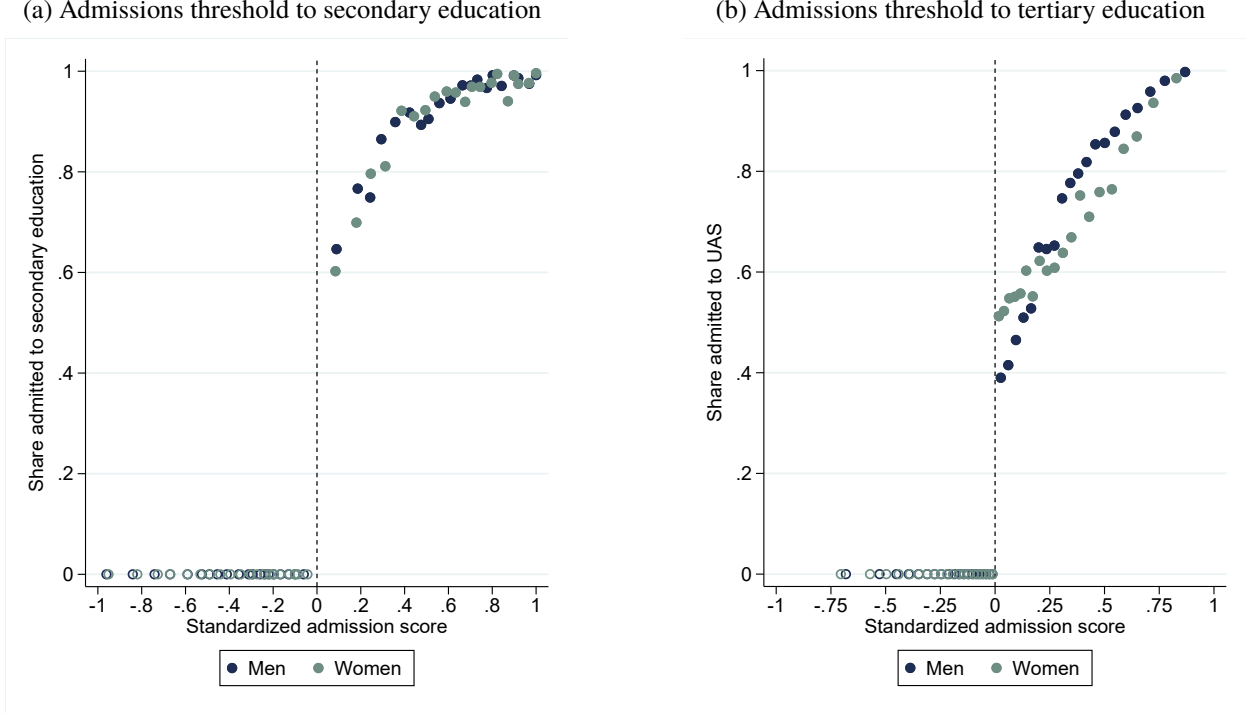 (a) Admissions threshold to secondary education
Share admitted to secondary education
1
.8
.6
.4
.2
0
-1 -.8 -.6 -.4 -.2 0 .2 .4 .6 .8 1
Standardized admission score
Men Women
(b) Admissions threshold to tertiary education
Share admitted to UAS
1
.8
.6
.4
.2
0
-1 -.75 -.5 -.25 0 .25 .5 .75 1
Standardized admission score
Men Women